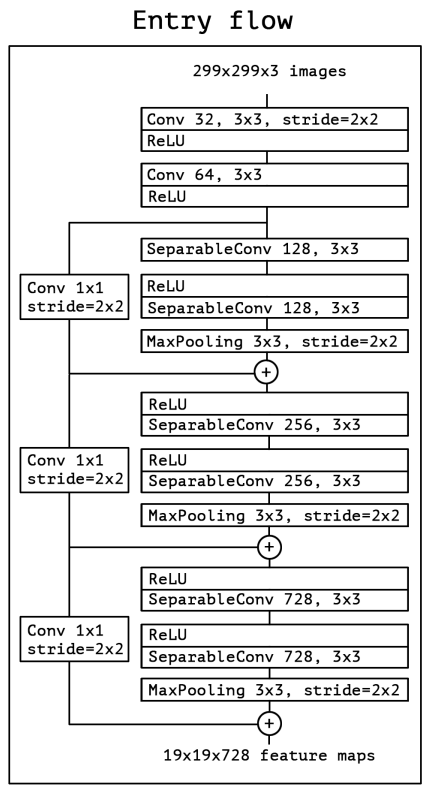 Entry flow
299x299x3 images
Conv 32, 3x3, stride=2x2
ReLU
Conv 64, 3x3
ReLU
SeparableConv 128, 3x3
Conv 1x1
stride=2x2
ReLU
SeparableConv 128, 3x3
MaxPooling 3x3, stride=2x2
+
ReLU
SeparableConv 256, 3x3
Conv 1x1
stride=2x2
ReLU
SeparableConv 256, 3x3
MaxPooling 3x3, stride=2x2
+
ReLU
SeparableConv 728, 3x3
Conv 1x1
stride=2x2
ReLU
SeparableConv 728, 3x3
MaxPooling 3x3, stride=2x2
+
19x19x728 feature maps